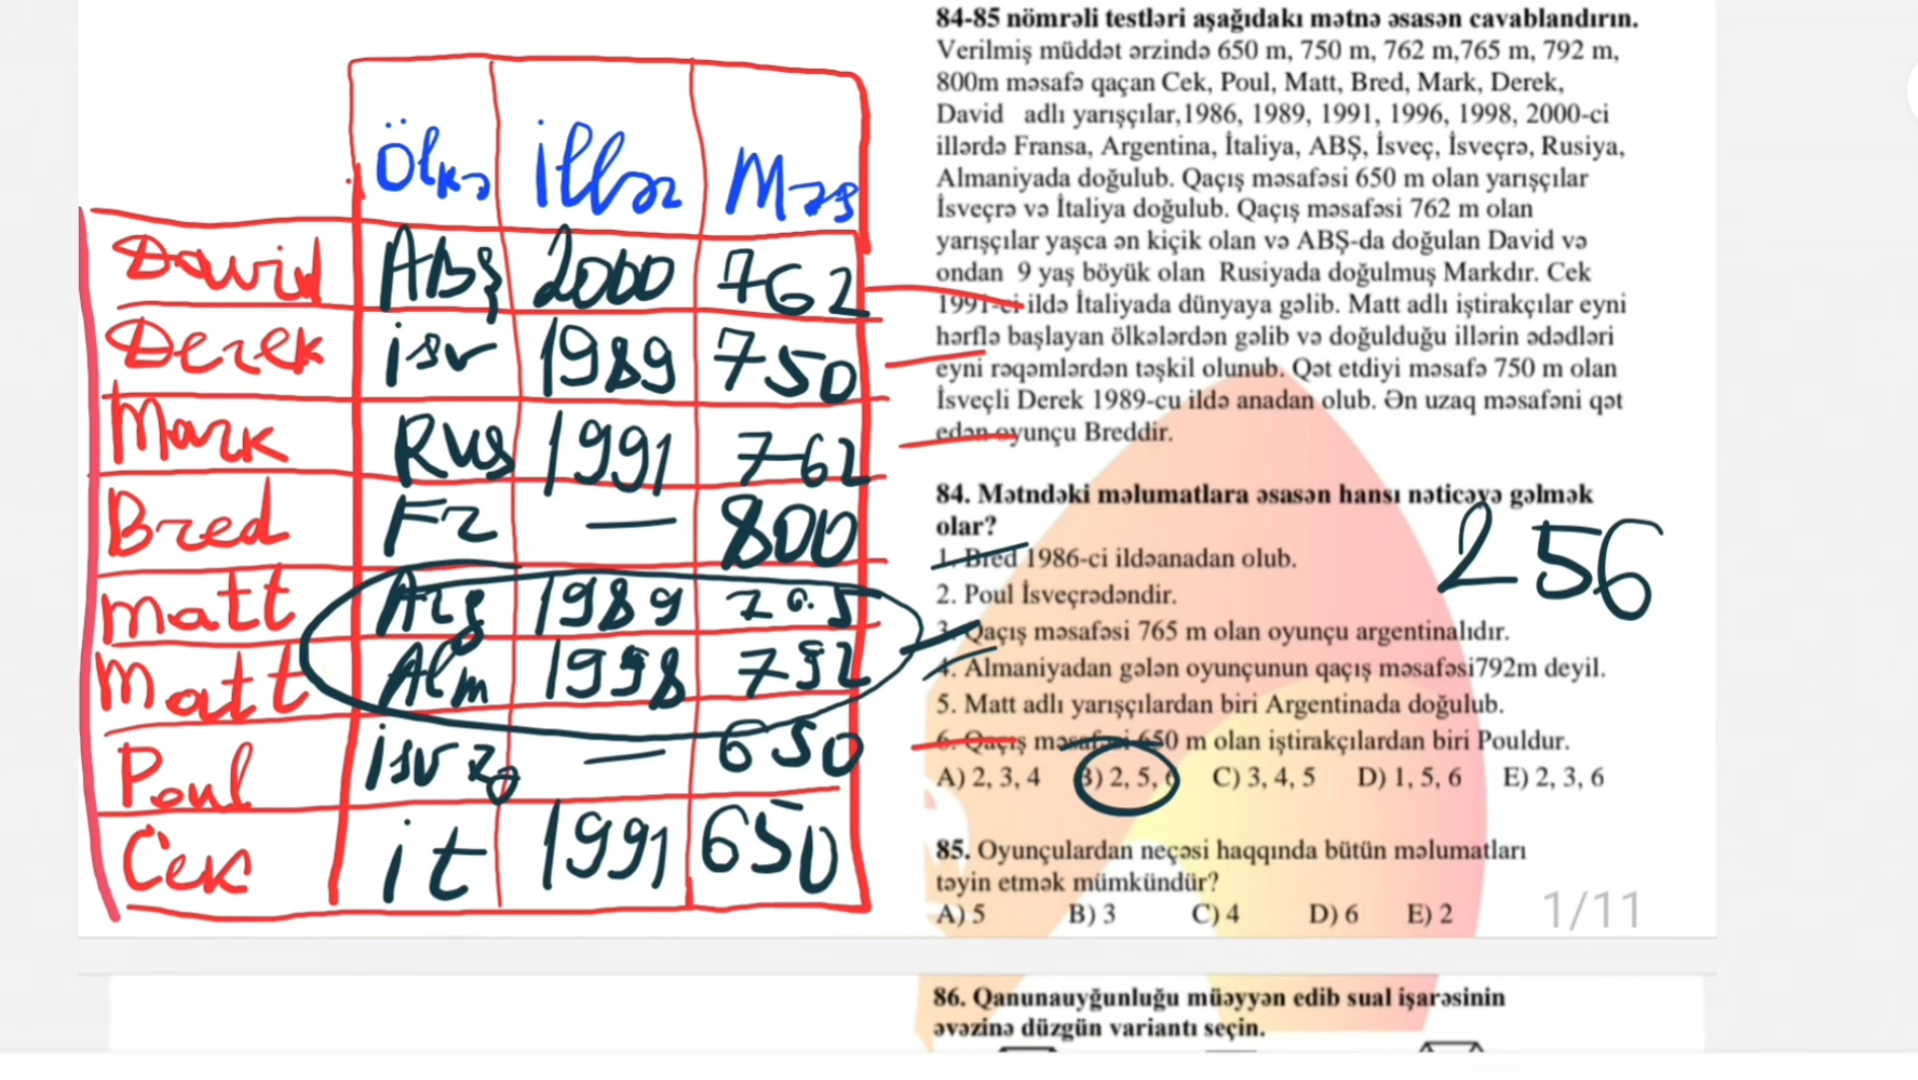 Ölkə İllər Məs
David ABŞ 2000 762
Derek isv 1989 750
Mark Rus 1991 762
Bred Fr — 800
Matt Arg 1989 765
Matt Alm 1998 792
Poul isvrə — 650
Cek it 1991 650
84-85 nömrəli testləri aşağıdakı mətnə əsasən cavablandırın.
Verilmiş müddət ərzində 650 m, 750 m, 762 m,765 m, 792 m,
800m məsafə qaçan Cek, Poul, Matt, Bred, Mark, Derek,
David adlı yarışçılar,1986, 1989, 1991, 1996, 1998, 2000-ci
illərdə Fransa, Argentina, İtaliya, ABŞ, İsveç, İsveçrə, Rusiya,
Almaniyada doğulub. Qaçış məsafəsi 650 m olan yarışçılar
İsveçrə və İtaliya doğulub. Qaçış məsafəsi 762 m olan
yarışçılar yaşca ən kiçik olan və ABŞ-da doğulan David və
ondan 9 yaş böyük olan Rusiyada doğulmuş Markdır. Cek
1991-ci ildə İtaliyada dünyaya gəlib. Matt adlı iştirakçılar eyni
hərflə başlayan ölkələrdən gəlib və doğulduğu illərin ədədləri
eyni rəqəmlərdən təşkil olunub. Qət etdiyi məsafə 750 m olan
İsveçli Derek 1989-cu ildə anadan olub. Ən uzaq məsafəni qət
edən oyunçu Breddir.
84. Mətndəki məlumatlara əsasən hansı nəticəyə gəlmək
olar?
256
1. Bred 1986-ci ildəanadan olub.
2. Poul İsveçrədəndir.
3. Qaçış məsafəsi 765 m olan oyunçu argentinalıdır.
4. Almaniyadan gələn oyunçunun qaçış məsafəsi792m deyil.
5. Matt adlı yarışçılardan biri Argentinada doğulub.
6. Qaçış məsafəsi 650 m olan iştirakçılardan biri Pouldur.
A) 2, 3, 4 B) 2, 5, 6 C) 3, 4, 5 D) 1, 5, 6 E) 2, 3, 6
85. Oyunçulardan neçəsi haqqında bütün məlumatları
təyin etmək mümkündür?
A) 5 B) 3 C) 4 D) 6 E) 2
1/11
86. Qanunauyğunluğu müəyyən edib sual işarəsinin
əvəzinə düzgün variantı seçin.